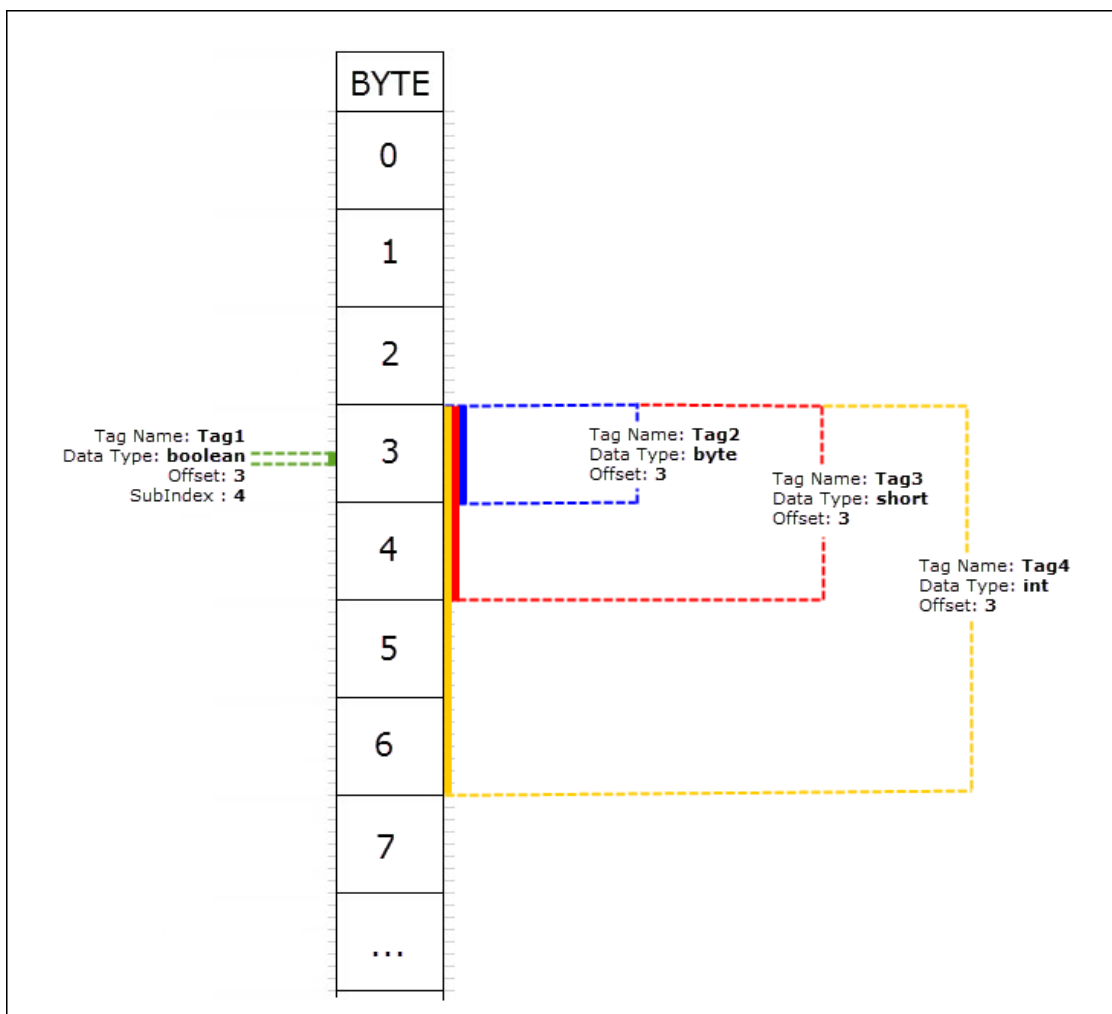 BYTE
0
1
2
3
4
5
6
7
...
Tag Name: Tag1
Data Type: boolean
Offset: 3
SubIndex : 4
Tag Name: Tag2
Data Type: byte
Offset: 3
Tag Name: Tag3
Data Type: short
Offset: 3
Tag Name: Tag4
Data Type: int
Offset: 3